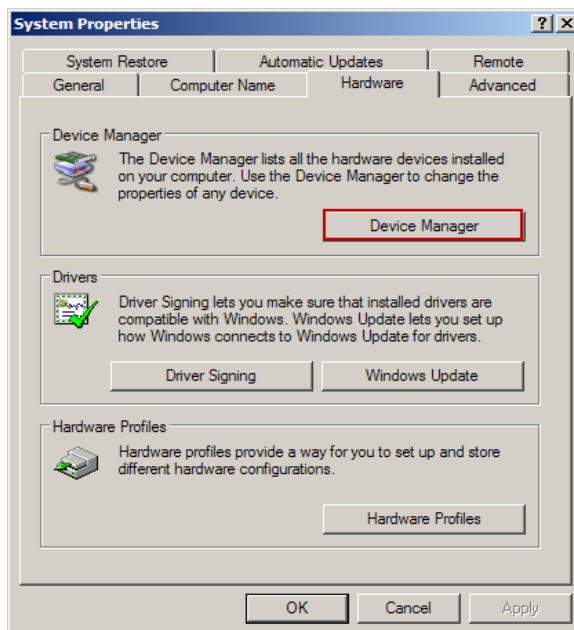 System Properties
System Restore Automatic Updates Remote
General Computer Name Hardware Advanced
Device Manager
The Device Manager lists all the hardware devices installed
on your computer. Use the Device Manager to change the
properties of any device.
Device Manager
Drivers
Driver Signing lets you make sure that installed drivers are
compatible with Windows. Windows Update lets you set up
how Windows connects to Windows Update for drivers.
Driver Signing Windows Update
Hardware Profiles
Hardware profiles provide a way for you to set up and store
different hardware configurations.
Hardware Profiles
OK Cancel Apply